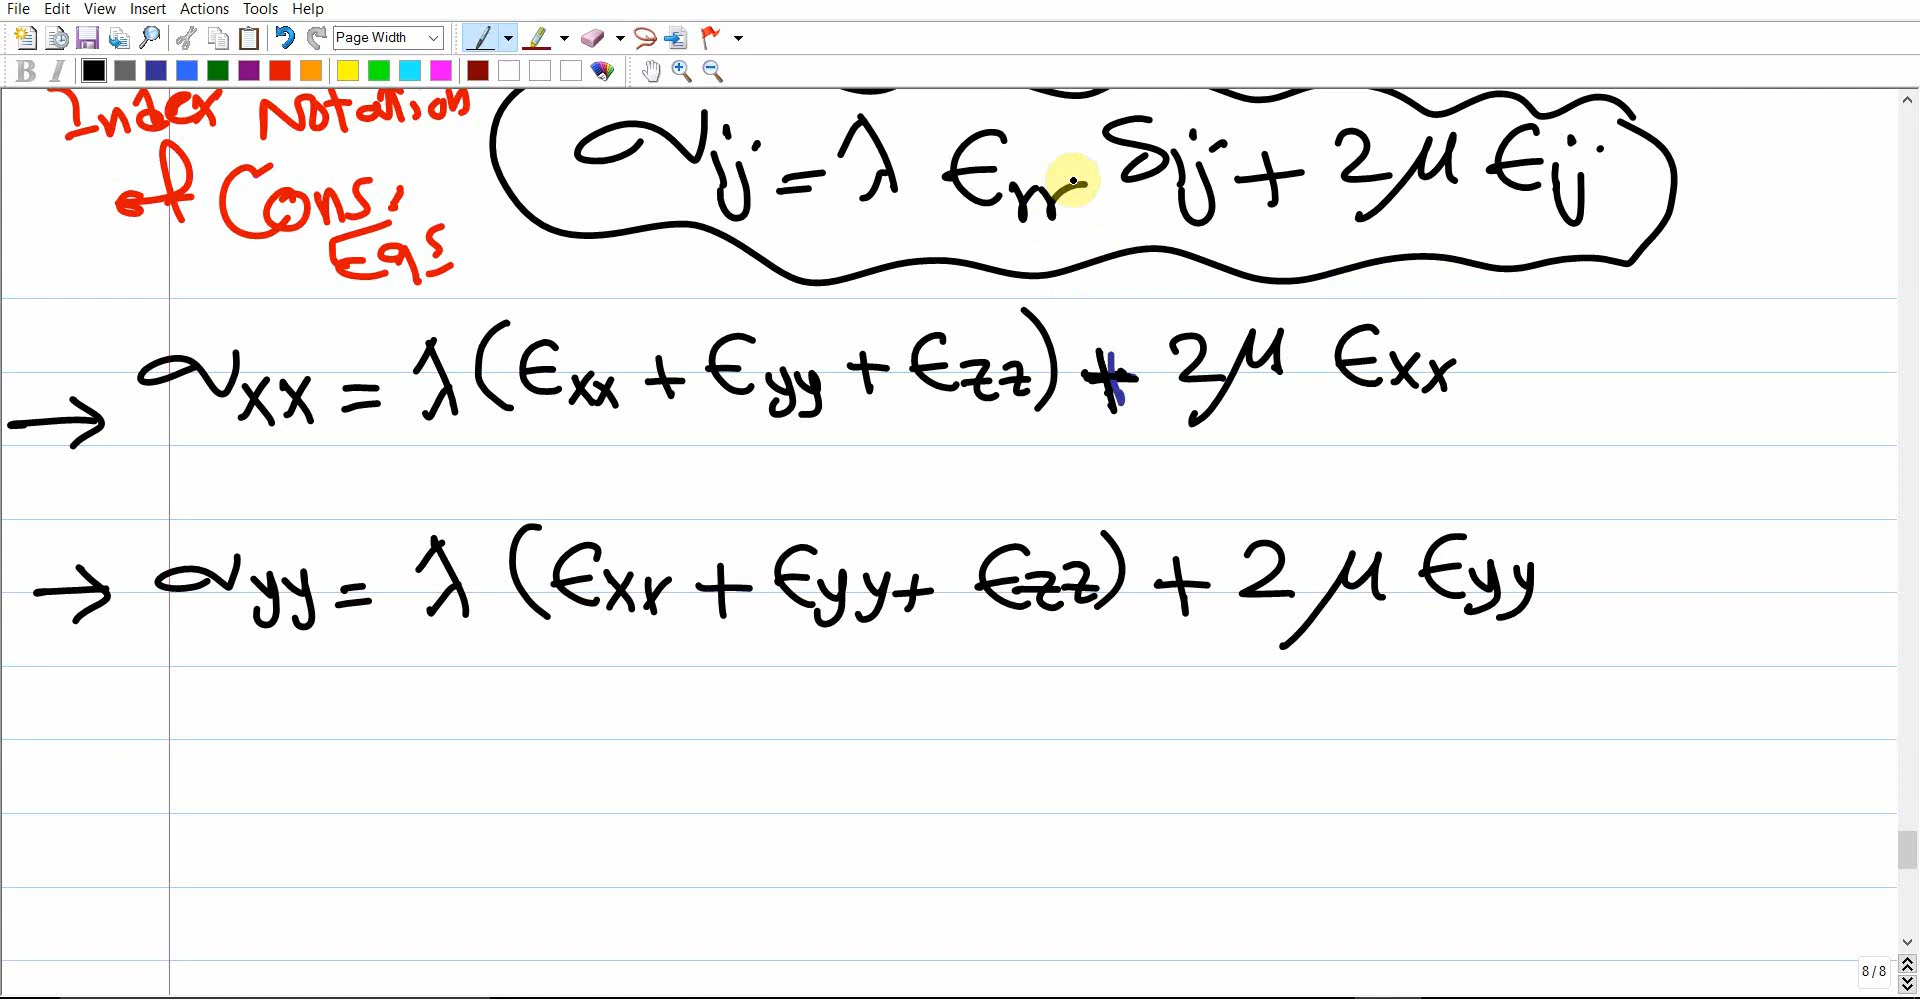 File Edit View Insert Actions Tools Help
Page Width
B I
Index Notation
of Cons.
Eqs
σij = λ ϵrr δij + 2μ ϵij
→ σxx = λ(ϵxx + ϵyy + ϵzz) + 2μ ϵxx
→ σyy = λ (ϵxx + ϵyy + ϵzz) + 2μ ϵyy
8 / 8